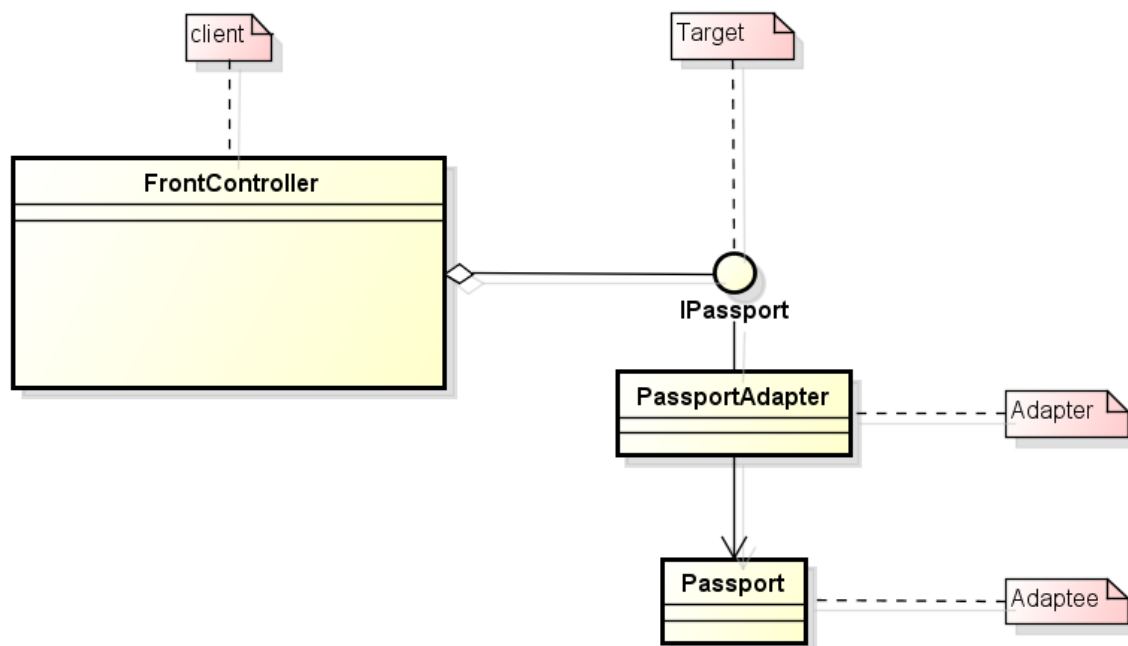 client
Target
FrontController
IPassport
PassportAdapter
Adapter
Passport
Adaptee